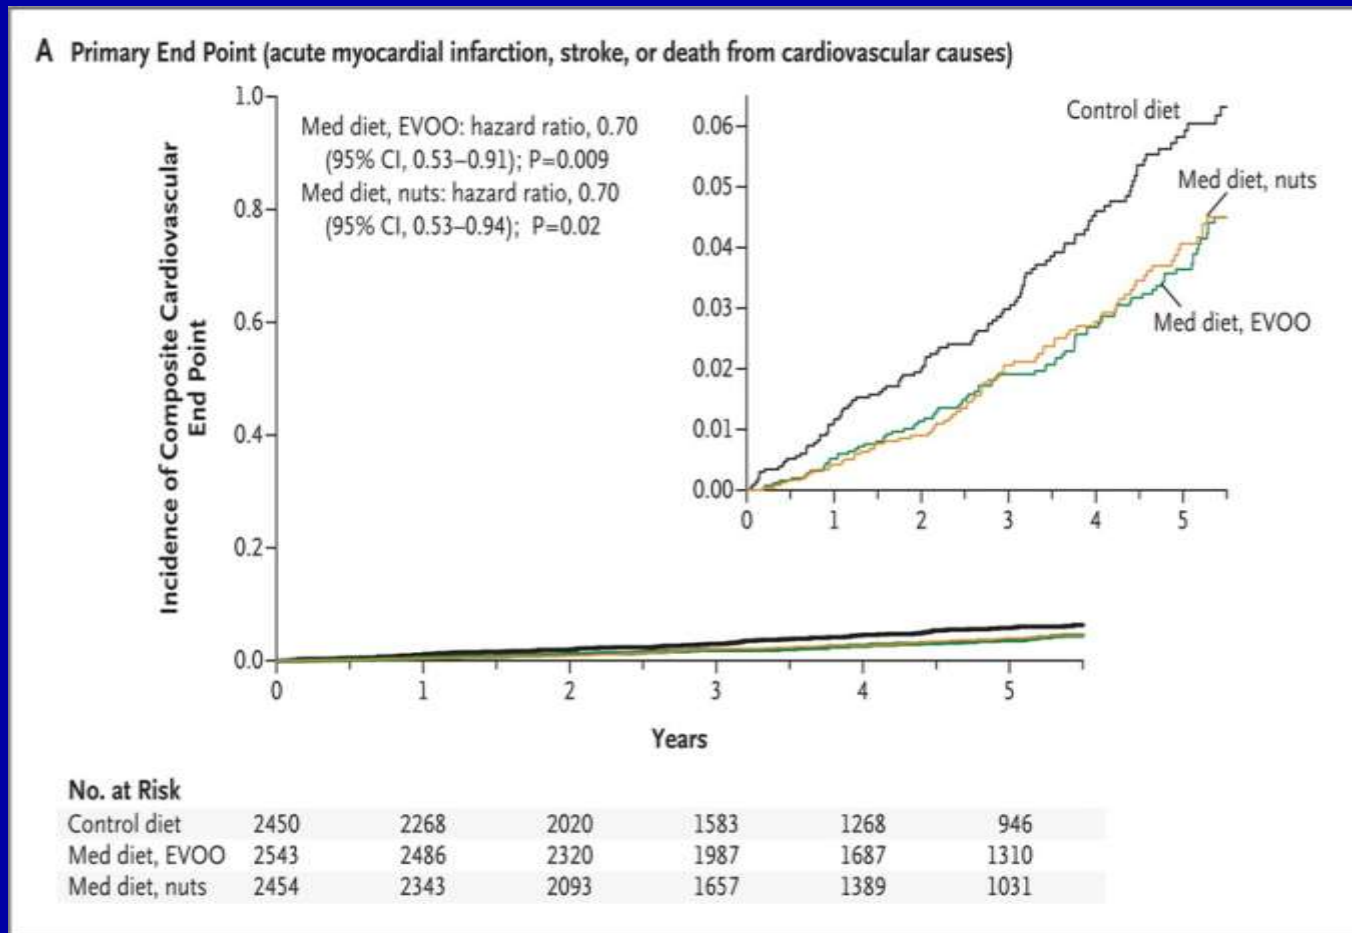 A Primary End Point (acute myocardial infarction, stroke, or death from cardiovascular causes)
Incidence of Composite Cardiovascular
End Point
1.0
0.8
0.6
0.4
0.2
0.0
Med diet, EVOO: hazard ratio, 0.70
(95% CI, 0.53–0.91); P=0.009
Med diet, nuts: hazard ratio, 0.70
(95% CI, 0.53–0.94); P=0.02
0.06
0.05
0.04
0.03
0.02
0.01
0.00
Control diet
Med diet, nuts
Med diet, EVOO
0 1 2 3 4 5
0 1 2 3 4 5
Years
No. at Risk
Control diet 2450 2268 2020 1583 1268 946
Med diet, EVOO 2543 2486 2320 1987 1687 1310
Med diet, nuts 2454 2343 2093 1657 1389 1031